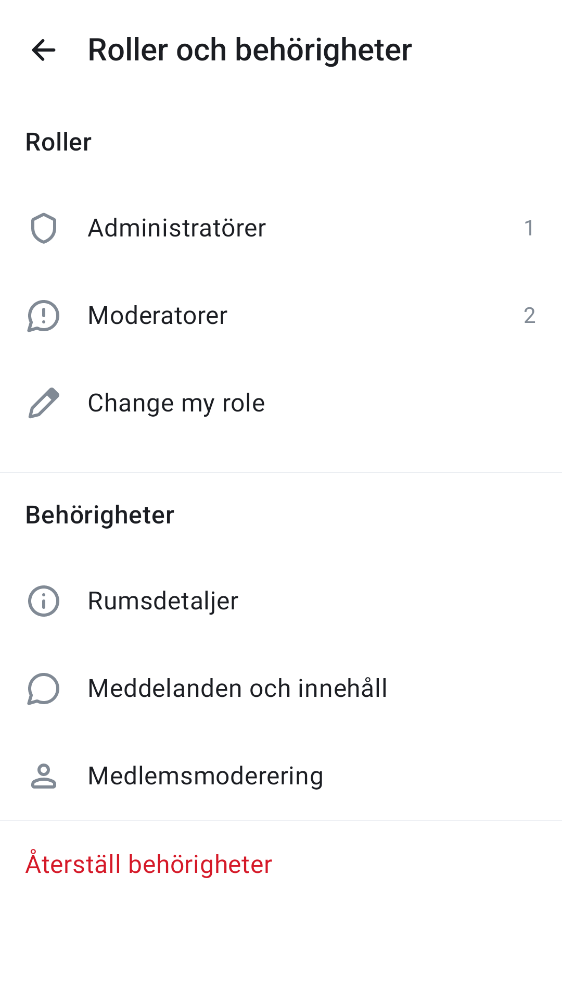 Roller och behörigheter
Roller
Administratörer 1
Moderatorer 2
Change my role
Behörigheter
Rumsdetaljer
Meddelanden och innehåll
Medlemsmoderering
Återställ behörigheter